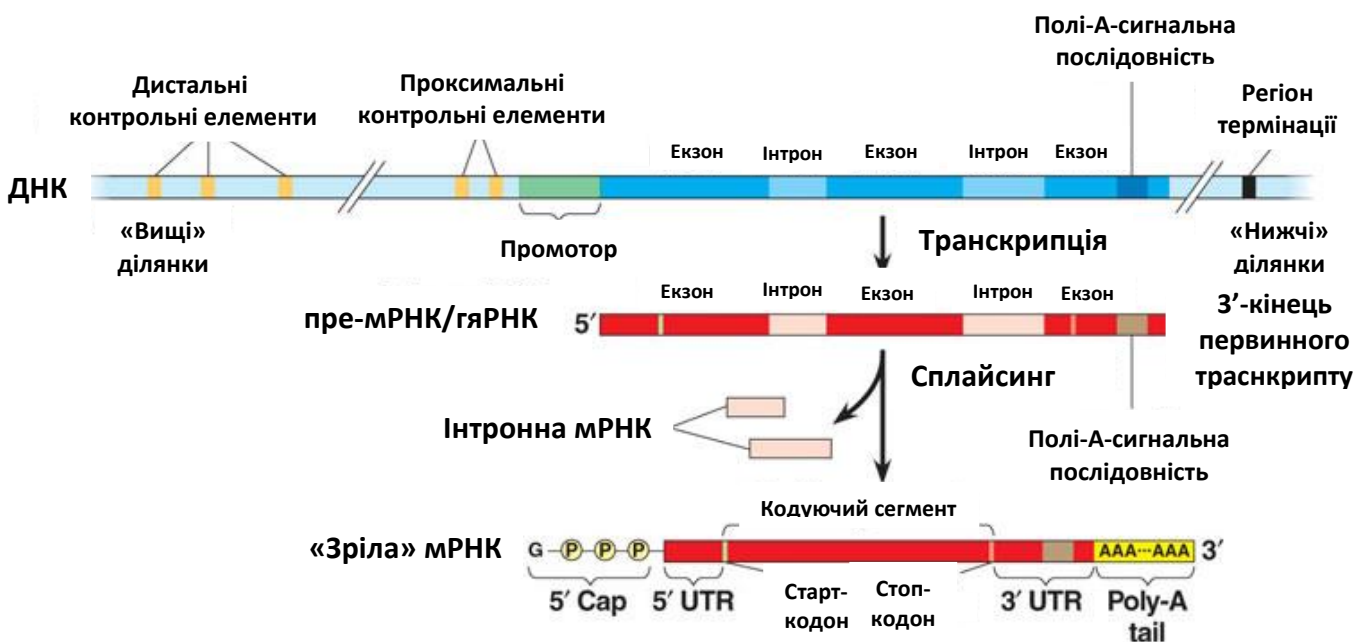 Полі-А-сигнальна
послідовність
Дистальні
контрольні елементи
Проксимальні
контрольні елементи
Регіон
термінації
Екзон Інтрон Екзон Інтрон Екзон
ДНК
«Вищі»
ділянки
Промотор
Транскрипція
«Нижчі»
ділянки
Екзон Інтрон Екзон Інтрон Екзон
пре-мРНК/гяРНК
5′
3’-кінець
первинного
траснкрипту
Сплайсинг
Інтронна мРНК
Полі-А-сигнальна
послідовність
Кодуючий сегмент
«Зріла» мРНК
G P P P
AAA···AAA 3′
5′ Cap
5′ UTR
Старт-
кодон
Стоп-
кодон
3′ UTR
Poly-A
tail